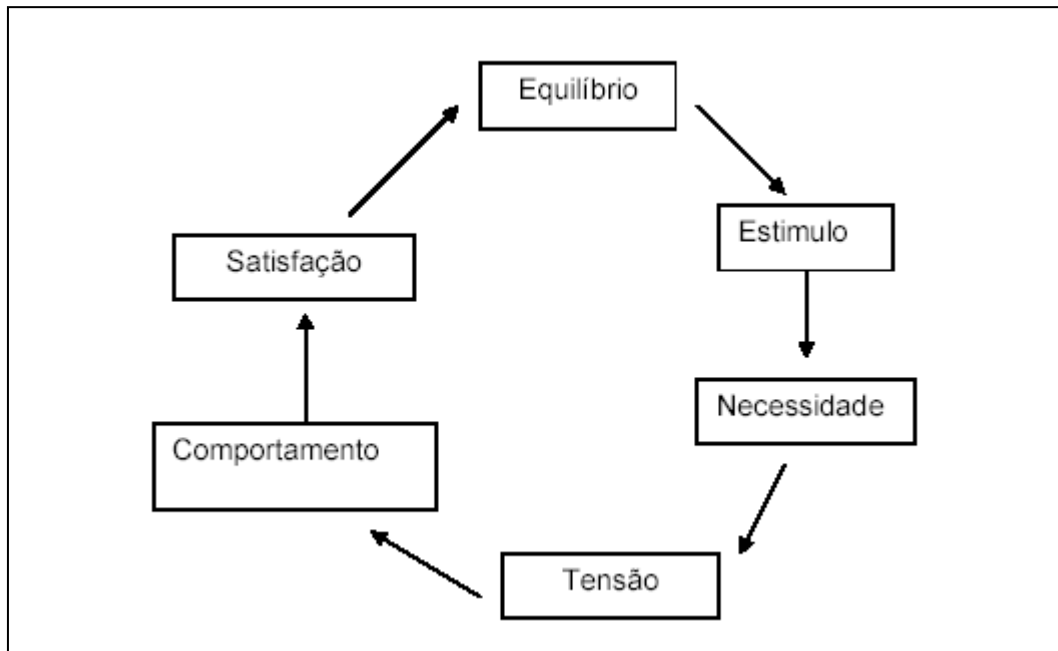 Equilíbrio
Estimulo
Necessidade
Tensão
Comportamento
Satisfação